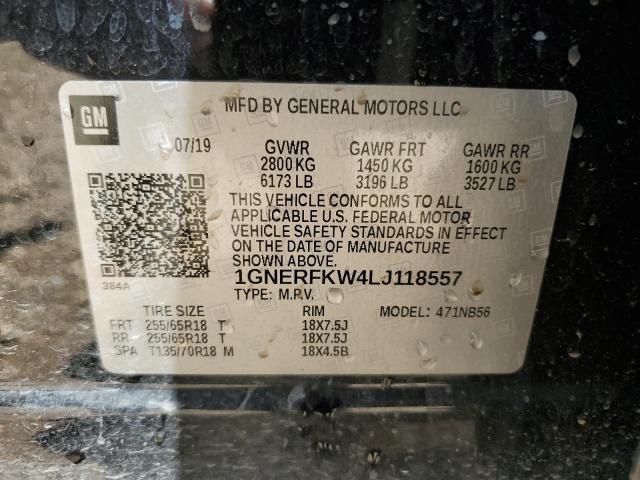 GM
MFD BY GENERAL MOTORS LLC
07/19 GVWR GAWR FRT GAWR RR
2800 KG 1450 KG 1600 KG
6173 LB 3196 LB 3527 LB
THIS VEHICLE CONFORMS TO ALL
APPLICABLE U.S. FEDERAL MOTOR
VEHICLE SAFETY STANDARDS IN EFFECT
ON THE DATE OF MANUFACTURE
SHOWN ABOVE.
384A 1GNERFKW4LJ118557
TYPE: M.P.V.
TIRE SIZE RIM MODEL: 471NB56
FRT 255/65R18 T 18X7.5J
RR 255/65R18 T 18X7.5J
SPA T135/70R18 M 18X4.5B